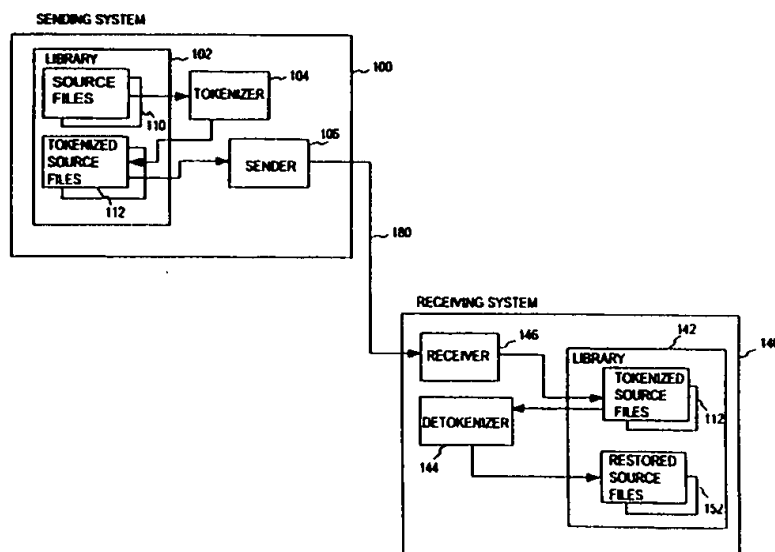 SENDING SYSTEM
LIBRARY
102
SOURCE
FILES
110
TOKENIZER
104
100
TOKENIZED
SOURCE
FILES
112
SENDER
106
180
RECEIVING SYSTEM
RECEIVER
146
142
LIBRARY
TOKENIZED
SOURCE
FILES
112
DETOKENIZER
144
RESTORED
SOURCE
FILES
152